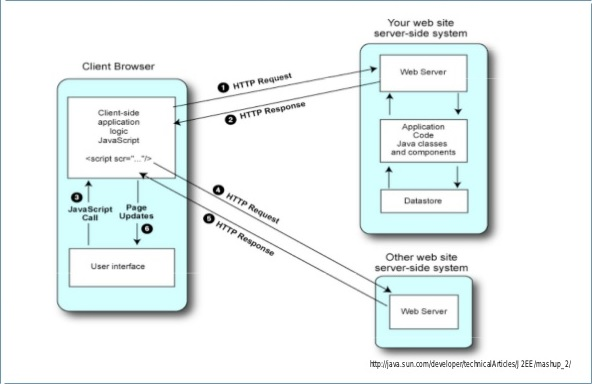 Your web site
server-side system
Client Browser
Web Server
1 HTTP Request
2 HTTP Response
Client-side
application
logic
JavaScript
<script scr="..."/>
Application
Code
Java classes
and components
Datastore
3
JavaScript
Call
Page
Updates
6
4 HTTP Request
5 HTTP Response
User interface
Other web site
server-side system
Web Server
http://java.sun.com/developer/technicalArticles/J2EE/mashup_2/